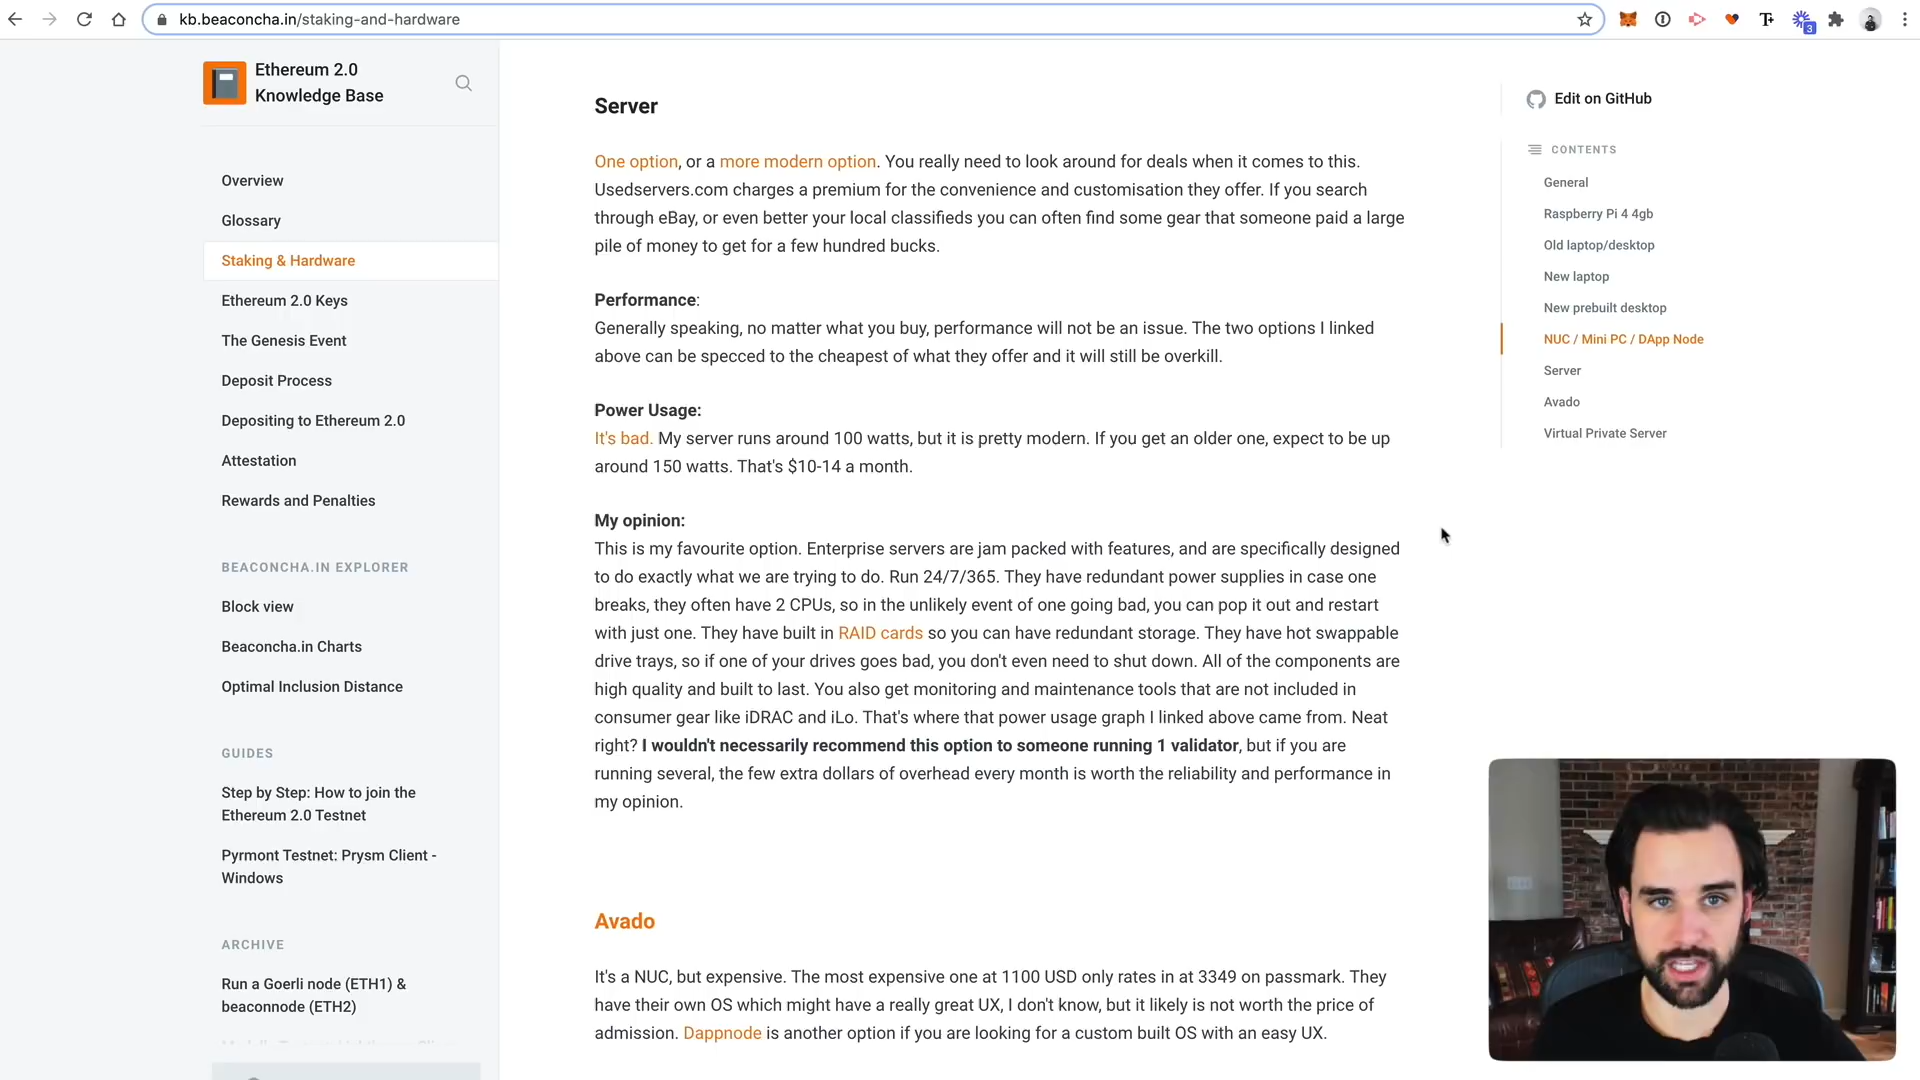 kb.beaconcha.in/staking-and-hardware
3
Ethereum 2.0
Knowledge Base
Overview
Glossary
Staking & Hardware
Ethereum 2.0 Keys
The Genesis Event
Deposit Process
Depositing to Ethereum 2.0
Attestation
Rewards and Penalties
BEACONCHA.IN EXPLORER
Block view
Beaconcha.in Charts
Optimal Inclusion Distance
GUIDES
Step by Step: How to join the
Ethereum 2.0 Testnet
Pyrmont Testnet: Prysm Client -
Windows
ARCHIVE
Run a Goerli node (ETH1) &
beaconnode (ETH2)
Server
One option, or a more modern option. You really need to look around for deals when it comes to this.
Usedservers.com charges a premium for the convenience and customisation they offer. If you search
through eBay, or even better your local classifieds you can often find some gear that someone paid a large
pile of money to get for a few hundred bucks.
Performance:
Generally speaking, no matter what you buy, performance will not be an issue. The two options I linked
above can be specced to the cheapest of what they offer and it will still be overkill.
Power Usage:
It's bad. My server runs around 100 watts, but it is pretty modern. If you get an older one, expect to be up
around 150 watts. That's $10-14 a month.
My opinion:
This is my favourite option. Enterprise servers are jam packed with features, and are specifically designed
to do exactly what we are trying to do. Run 24/7/365. They have redundant power supplies in case one
breaks, they often have 2 CPUs, so in the unlikely event of one going bad, you can pop it out and restart
with just one. They have built in RAID cards so you can have redundant storage. They have hot swappable
drive trays, so if one of your drives goes bad, you don't even need to shut down. All of the components are
high quality and built to last. You also get monitoring and maintenance tools that are not included in
consumer gear like iDRAC and iLo. That's where that power usage graph I linked above came from. Neat
right? I wouldn't necessarily recommend this option to someone running 1 validator, but if you are
running several, the few extra dollars of overhead every month is worth the reliability and performance in
my opinion.
Avado
It's a NUC, but expensive. The most expensive one at 1100 USD only rates in at 3349 on passmark. They
have their own OS which might have a really great UX, I don't know, but it likely is not worth the price of
admission. Dappnode is another option if you are looking for a custom built OS with an easy UX.
Edit on GitHub
CONTENTS
General
Raspberry Pi 4 4gb
Old laptop/desktop
New laptop
New prebuilt desktop
NUC / Mini PC / DApp Node
Server
Avado
Virtual Private Server